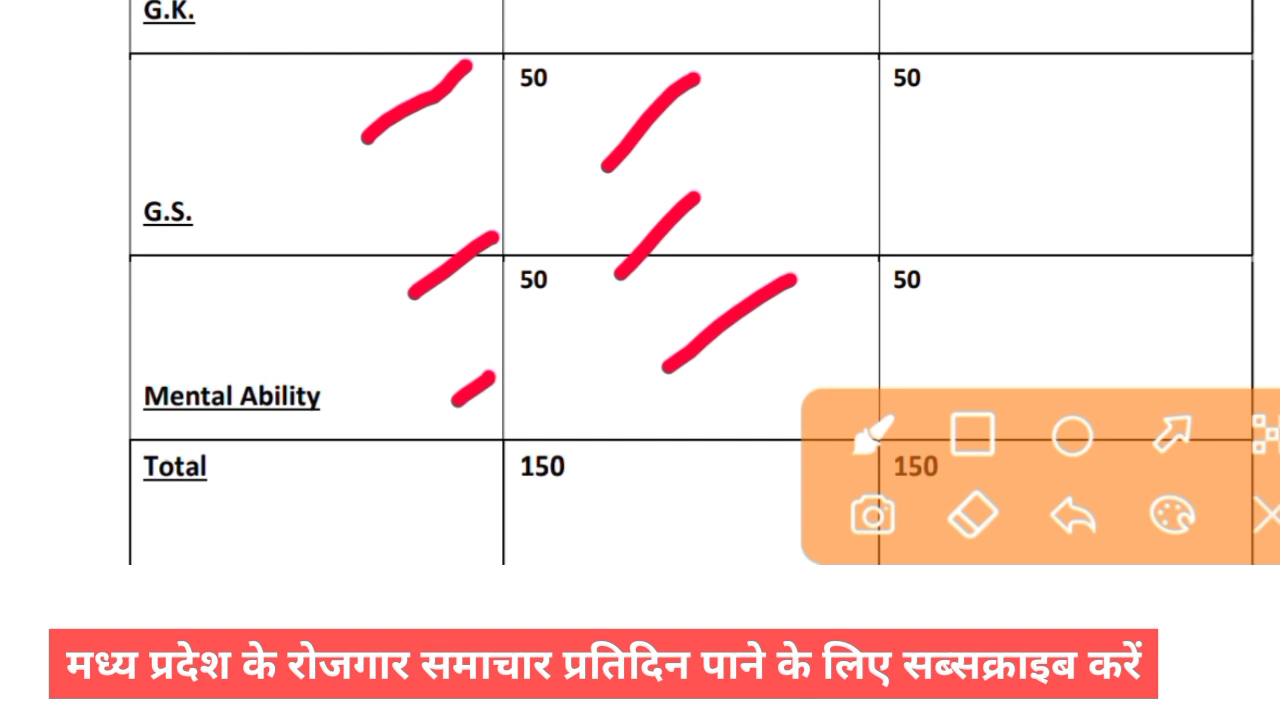 G.K.
50 50
G.S.
50 50
Mental Ability
Total 150 150
मध्य प्रदेश के रोजगार समाचार प्रतिदिन पाने के लिए सब्सक्राइब करें